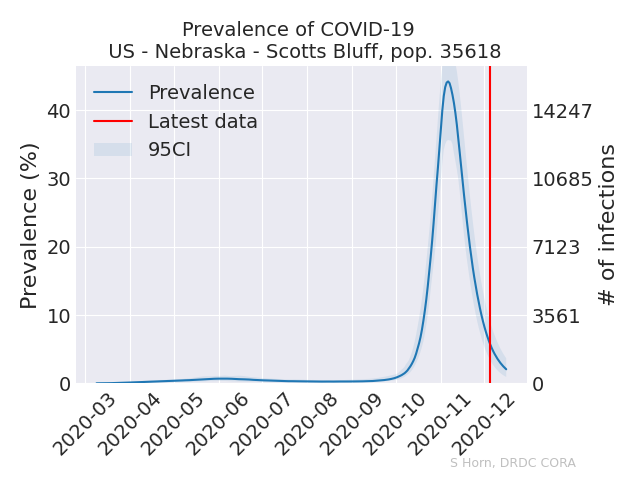 Prevalence of COVID-19
US - Nebraska - Scotts Bluff, pop. 35618
Prevalence
Latest data
95CI
Prevalence (%)
40
30
20
10
0
14247
10685
7123
3561
0
# of infections
2020-03
2020-04
2020-05
2020-06
2020-07
2020-08
2020-09
2020-10
2020-11
2020-12
S Horn, DRDC CORA